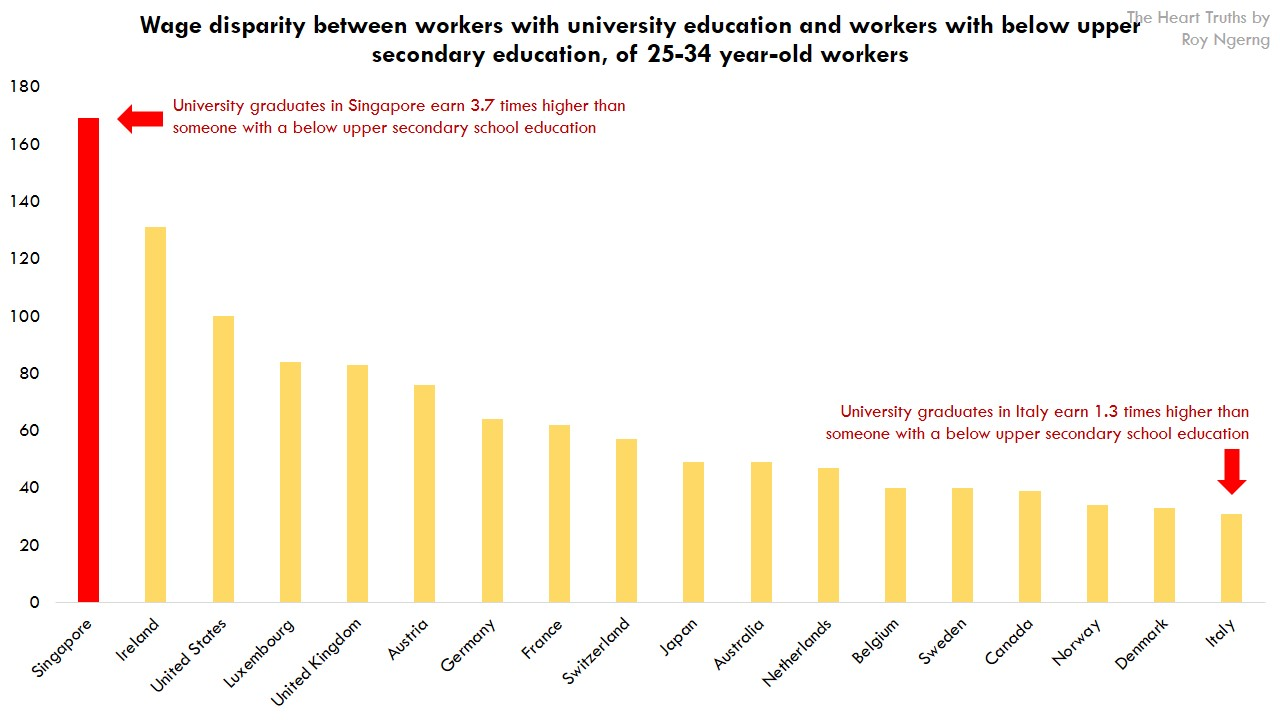 The Heart Truths by
Roy Ngerng
Wage disparity between workers with university education and workers with below upper
secondary education, of 25-34 year-old workers
180
160
140
120
100
80
60
40
20
0
University graduates in Singapore earn 3.7 times higher than
someone with a below upper secondary school education
University graduates in Italy earn 1.3 times higher than
someone with a below upper secondary school education
Singapore
Ireland
United States
Luxembourg
United Kingdom
Austria
Germany
France
Switzerland
Japan
Australia
Netherlands
Belgium
Sweden
Canada
Norway
Denmark
Italy